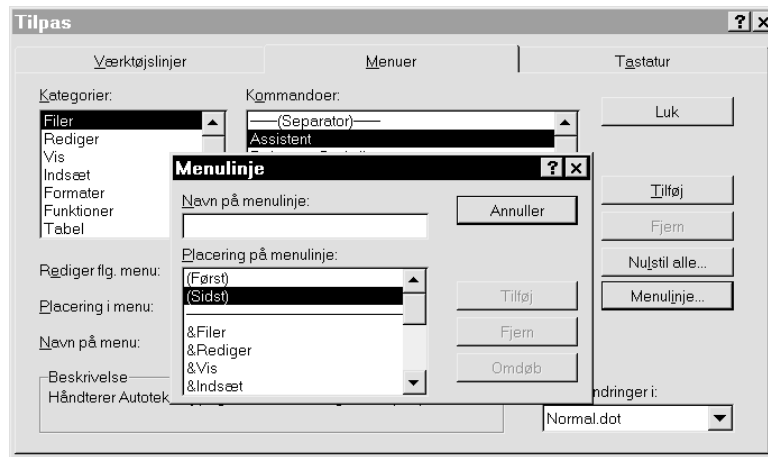 Tilpas
Værktøjslinjer
Menuer
Tastatur
Kategorier:
Filer
Rediger
Vis
Indsæt
Formater
Funktioner
Tabel
Kommandoer:
(Separator)
Assistent
Luk
Tilføj
Fjern
Nulstil alle...
Menulinje...
Rediger flg. menu:
Placering i menu:
Navn på menu:
Beskrivelse
Håndterer Autotek
ndringer i:
Normal.dot
Menulinje
Navn på menulinje:
Annuller
Placering på menulinje:
(Først)
(Sidst)
&Filer
&Rediger
&Vis
&Indsæt
Tilføj
Fjern
Omdøb